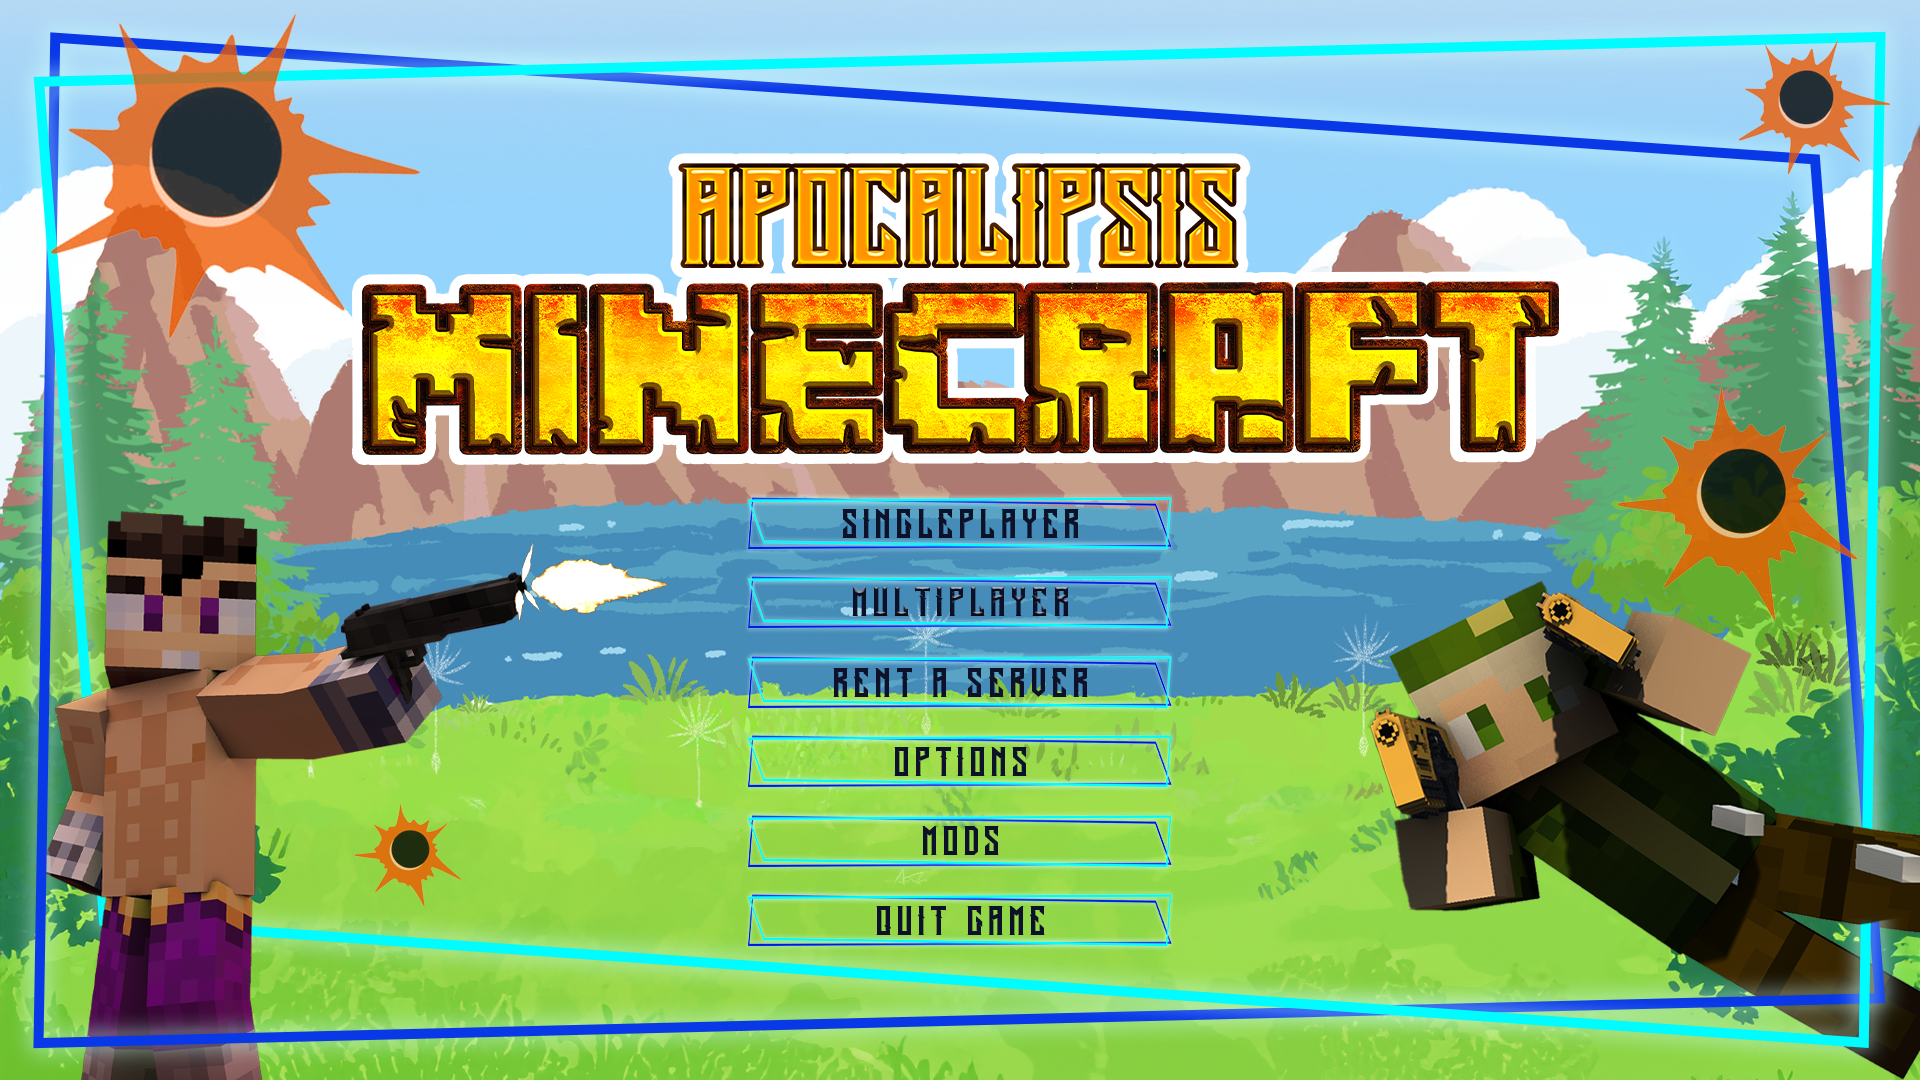 APOCALIPSIS
MINECRAFT
SINGLEPLAYER
MULTIPLAYER
RENT A SERVER
OPTIONS
MODS
QUIT GAME